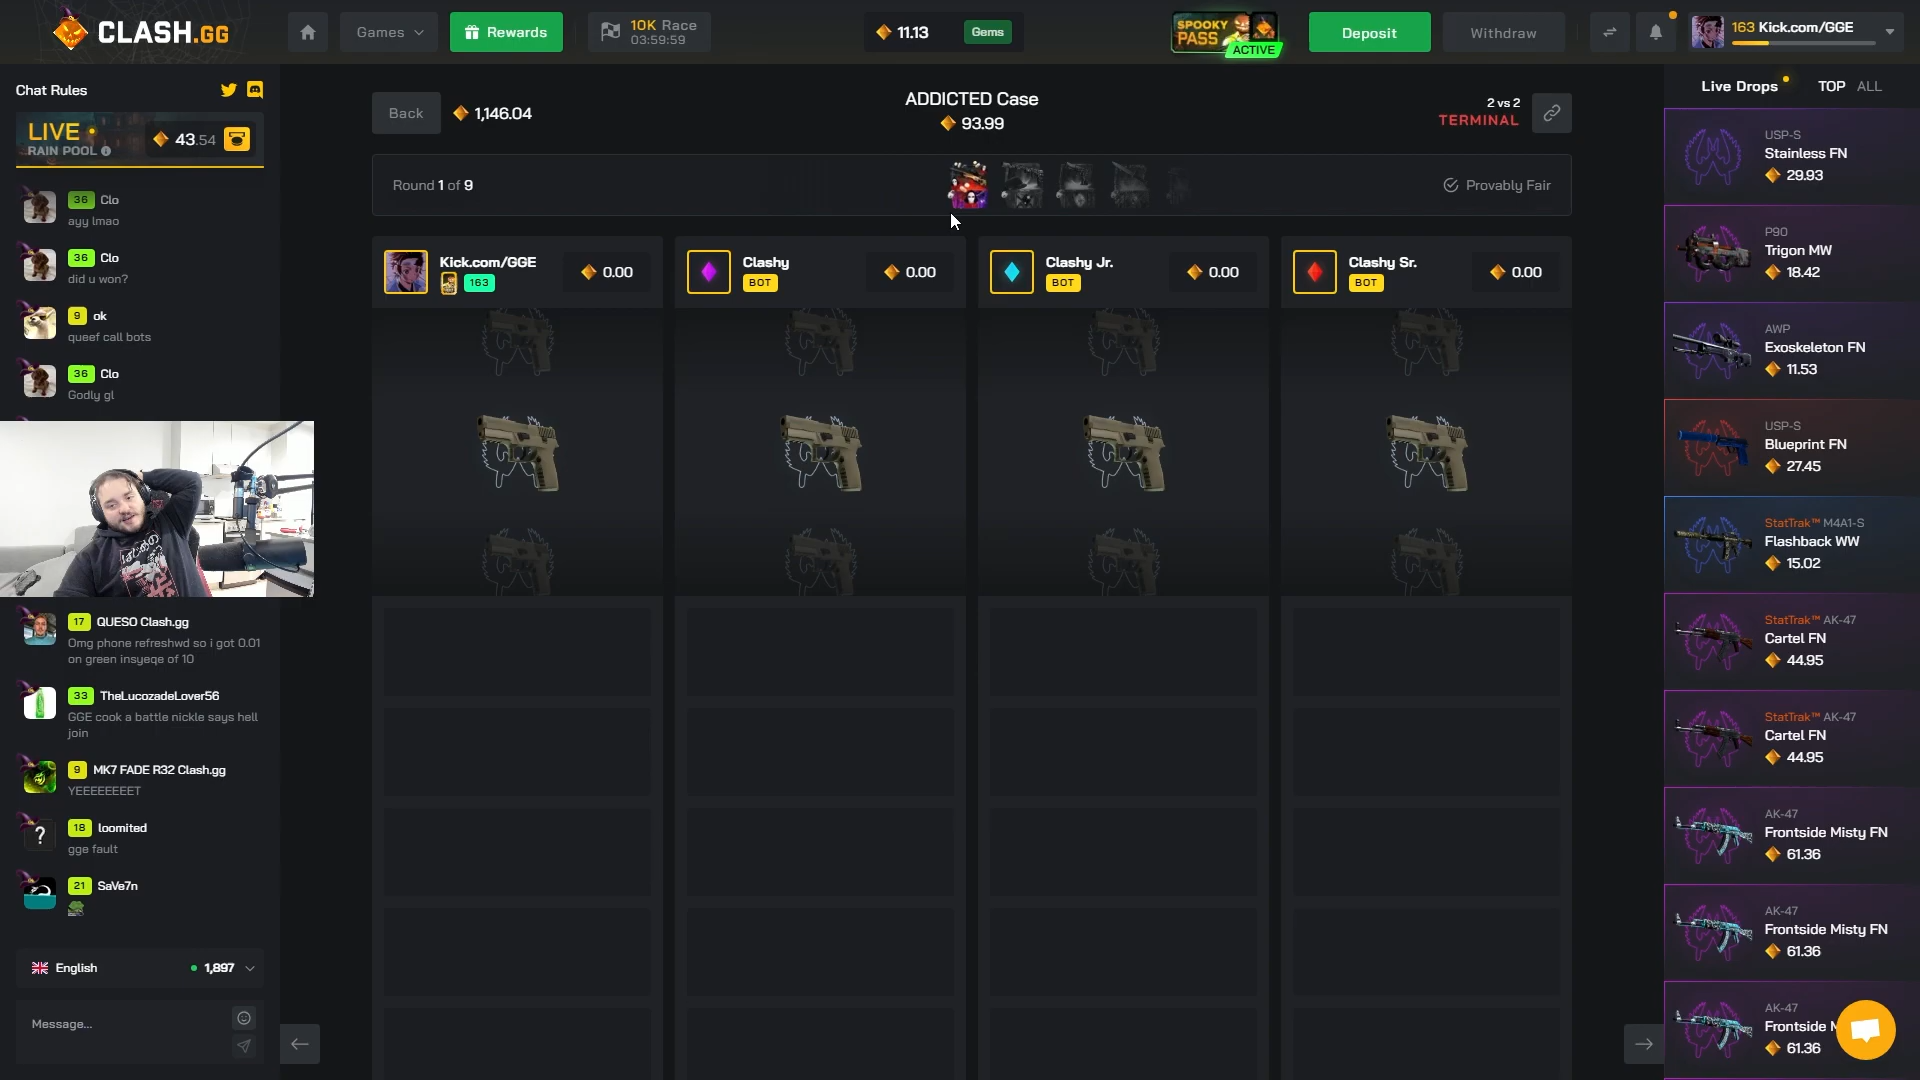 CLASH.GG
Games
Rewards
10K Race
03:59:59
11.13
Gems
SPOOKY
PASS
ACTIVE
Deposit
Withdraw
163 Kick.com/GGE
Chat Rules
LIVE
RAIN POOL
43.54
36 Clo
ayy lmao
36 Clo
did u won?
9 ok
queef call bots
36 Clo
Godly gl
17 QUESO Clash.gg
Omg phone refreshwd so i got 0.01
on green insyeqe of 10
33 TheLucozadeLover56
GGE cook a battle nickle says hell
join
9 MK7 FADE R32 Clash.gg
YEEEEEEEET
18 loomited
gge fault
21 SaVe7n
English
1,897
Message...
Back
1,146.04
ADDICTED Case
93.99
2 vs 2
TERMINAL
Round 1 of 9
Provably Fair
Kick.com/GGE
163
0.00
Clashy
BOT
0.00
Clashy Jr.
BOT
0.00
Clashy Sr.
BOT
0.00
Live Drops
TOP
ALL
USP-S
Stainless FN
29.93
P90
Trigon MW
18.42
AWP
Exoskeleton FN
11.53
USP-S
Blueprint FN
27.45
StatTrak™ M4A1-S
Flashback WW
15.02
StatTrak™ AK-47
Cartel FN
44.95
StatTrak™ AK-47
Cartel FN
44.95
AK-47
Frontside Misty FN
61.36
AK-47
Frontside Misty FN
61.36
AK-47
Frontside M
61.36